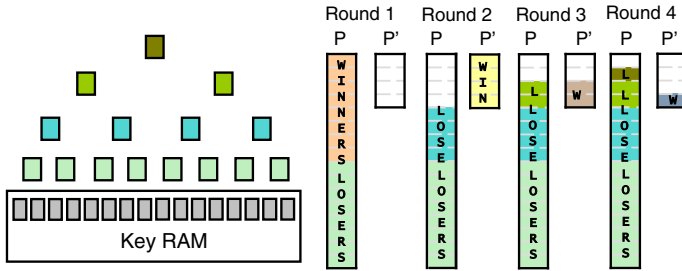 Round 1
P P'
WINNERS
LOSERS
Round 2
P P'
LOSE
LOSERS
WIN
Round 3
P P'
L
LOSE
LOSERS
W
Round 4
P P'
L
L
LOSE
LOSERS
W
Key RAM